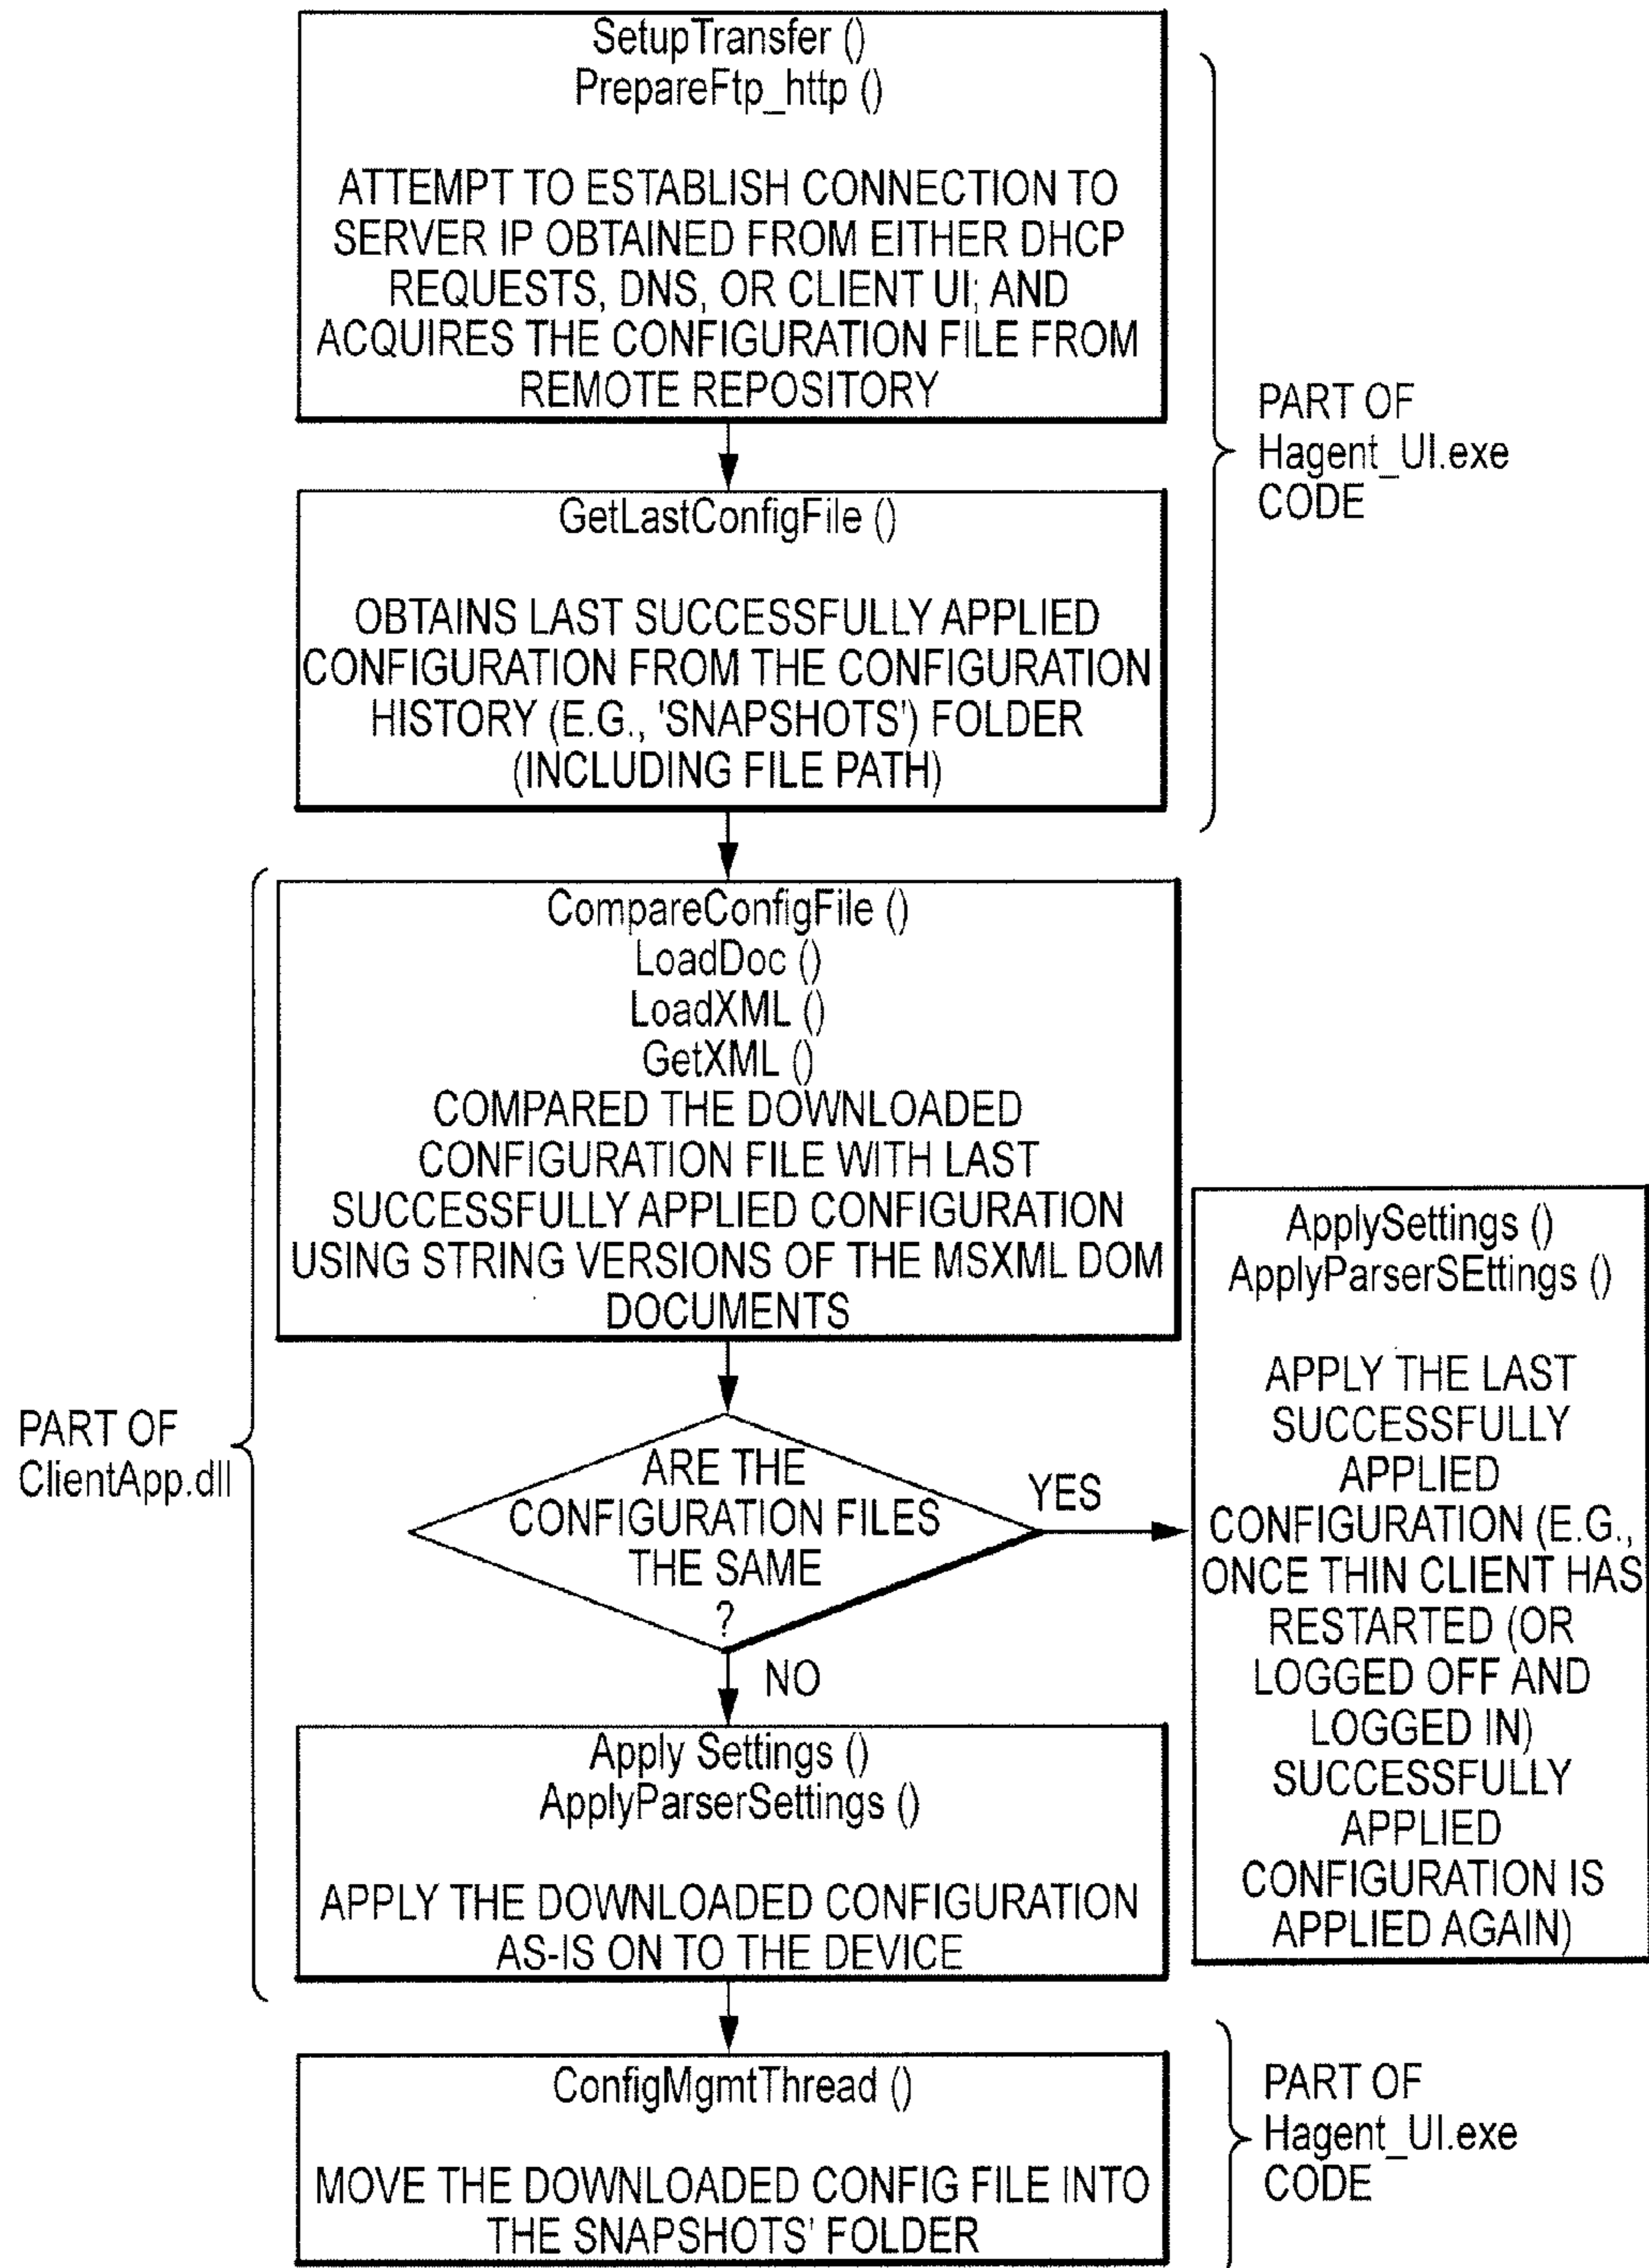 SetupTransfer ()
PrepareFtp_http ()
ATTEMPT TO ESTABLISH CONNECTION TO
SERVER IP OBTAINED FROM EITHER DHCP
REQUESTS, DNS, OR CLIENT UI; AND
ACQUIRES THE CONFIGURATION FILE FROM
REMOTE REPOSITORY
PART OF
Hagent_UI.exe
CODE
GetLastConfigFile ()
OBTAINS LAST SUCCESSFULLY APPLIED
CONFIGURATION FROM THE CONFIGURATION
HISTORY (E.G., 'SNAPSHOTS') FOLDER
(INCLUDING FILE PATH)
CompareConfigFile ()
LoadDoc ()
LoadXML ()
GetXML ()
COMPARED THE DOWNLOADED
CONFIGURATION FILE WITH LAST
SUCCESSFULLY APPLIED CONFIGURATION
USING STRING VERSIONS OF THE MSXML DOM
DOCUMENTS
PART OF
ClientApp.dll
ARE THE
CONFIGURATION FILES
THE SAME
?
YES
NO
ApplySettings ()
ApplyParserSEttings ()
APPLY THE LAST
SUCCESSFULLY
APPLIED
CONFIGURATION (E.G.,
ONCE THIN CLIENT HAS
RESTARTED (OR
LOGGED OFF AND
LOGGED IN)
SUCCESSFULLY
APPLIED
CONFIGURATION IS
APPLIED AGAIN)
Apply Settings ()
ApplyParserSettings ()
APPLY THE DOWNLOADED CONFIGURATION
AS-IS ON TO THE DEVICE
ConfigMgmtThread ()
MOVE THE DOWNLOADED CONFIG FILE INTO
THE SNAPSHOTS' FOLDER
PART OF
Hagent_UI.exe
CODE